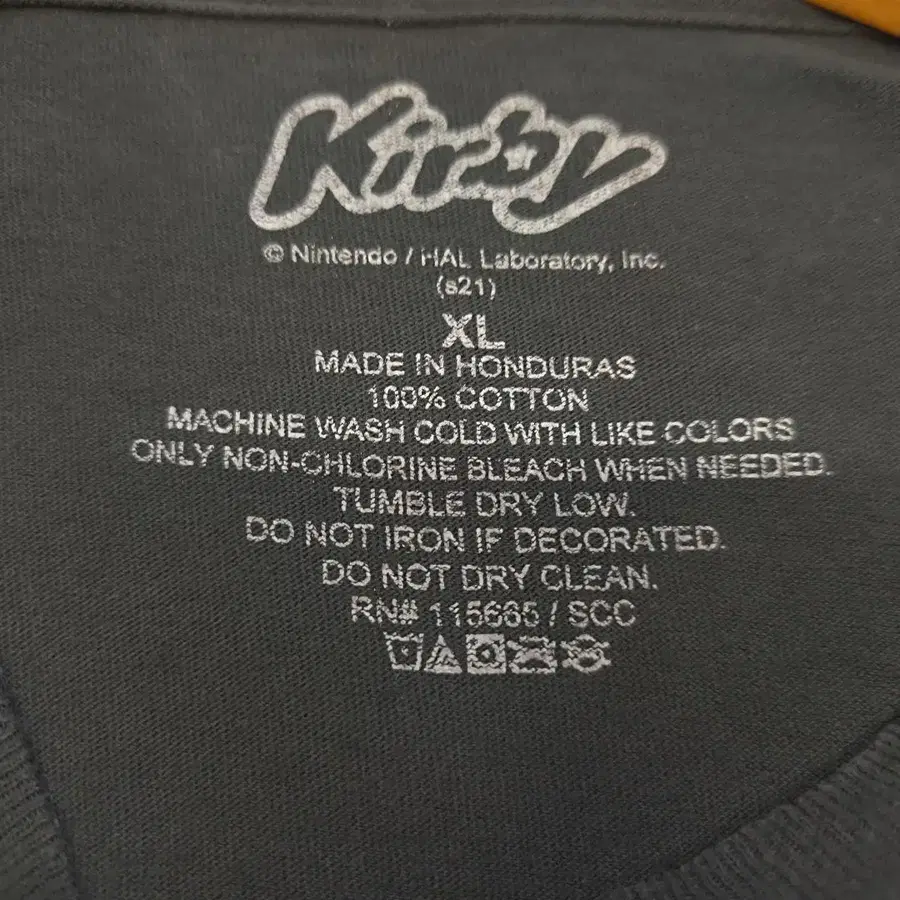 Kirby
© Nintendo / HAL Laboratory, Inc.
(s21)
XL
MADE IN HONDURAS
100% COTTON
MACHINE WASH COLD WITH LIKE COLORS
ONLY NON-CHLORINE BLEACH WHEN NEEDED.
TUMBLE DRY LOW.
DO NOT IRON IF DECORATED.
DO NOT DRY CLEAN.
RN# 115665 / SCC